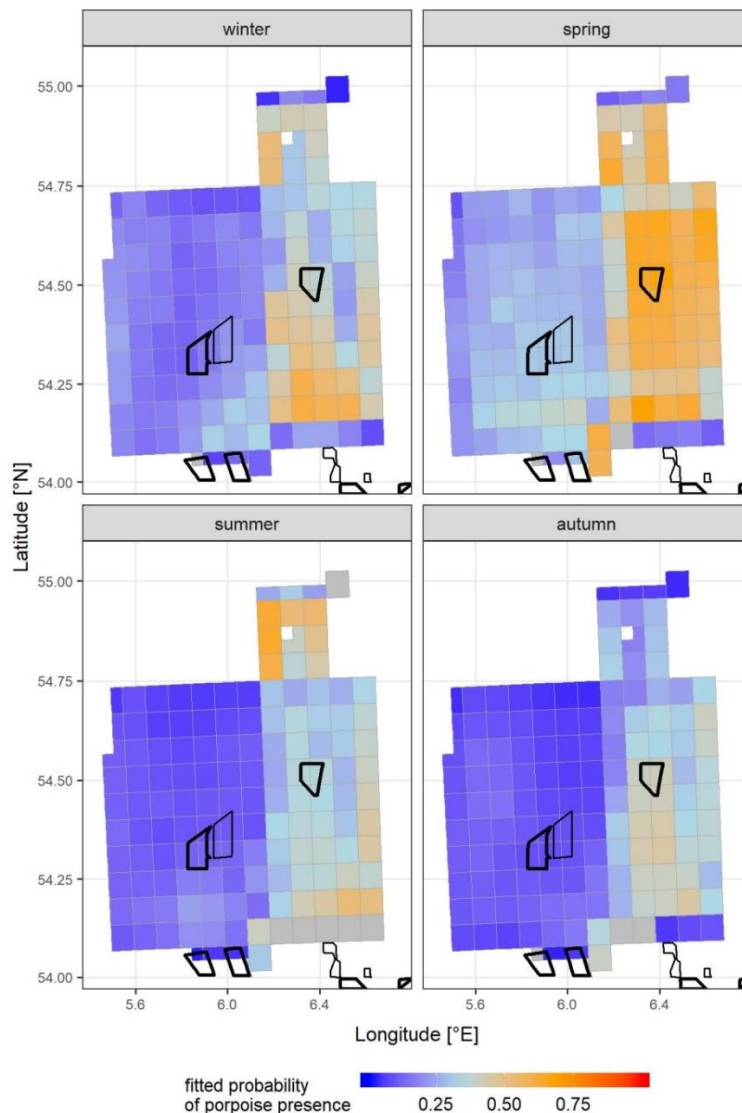 winter
spring
55.00
54.75
54.50
54.25
54.00
Latitude [°N]
summer
autumn
55.00
54.75
54.50
54.25
54.00
5.6
6.0
6.4
5.6
6.0
6.4
Longitude [°E]
fitted probability
of porpoise presence
0.25
0.50
0.75